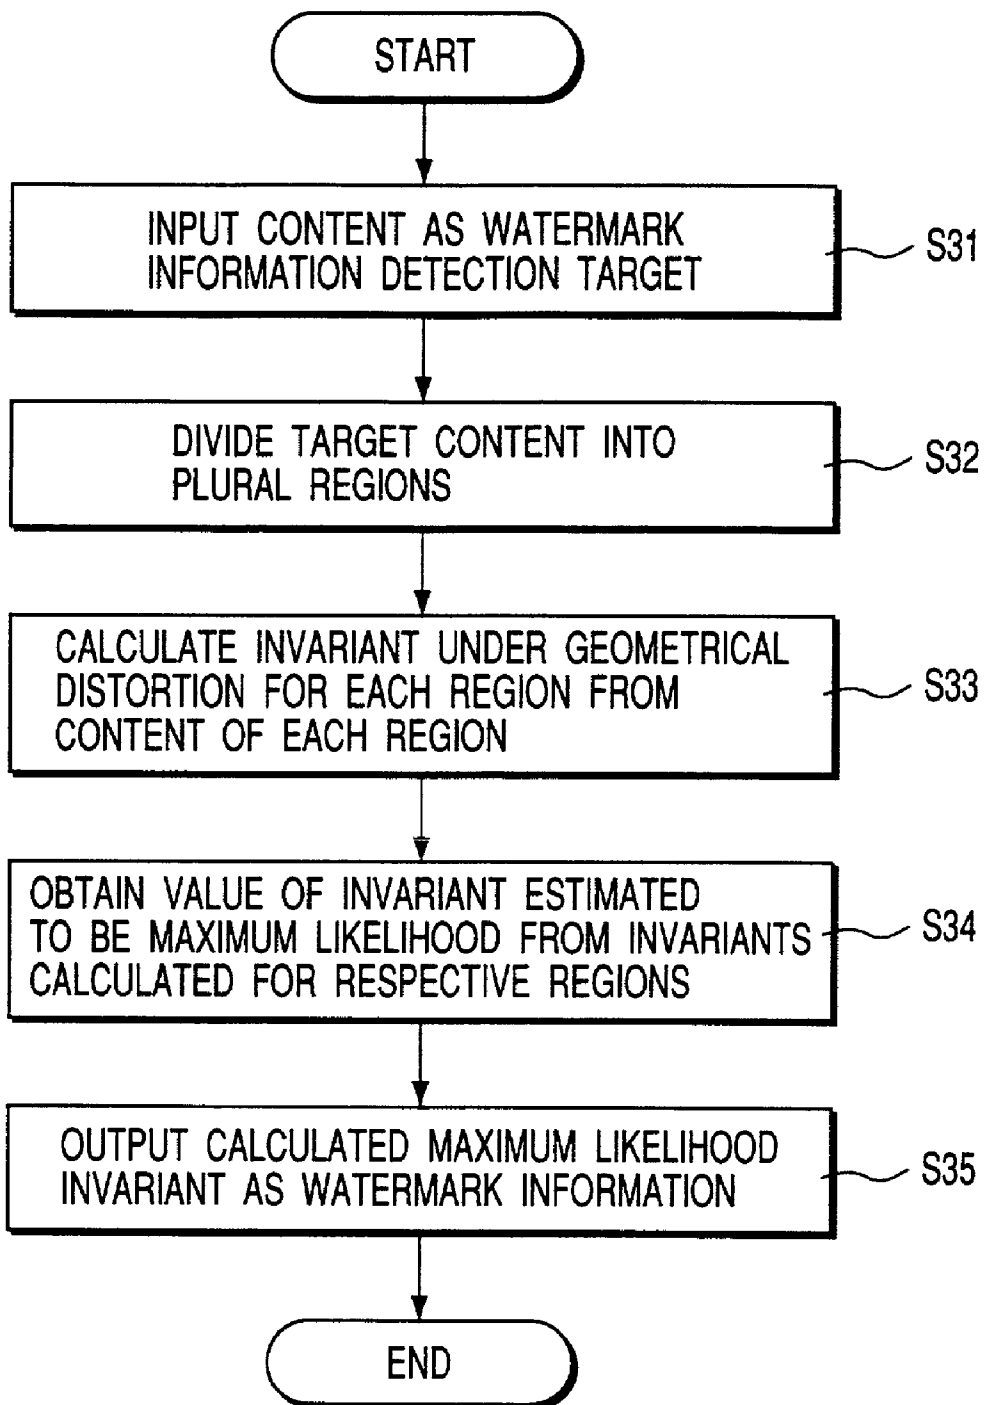 START
INPUT CONTENT AS WATERMARK
INFORMATION DETECTION TARGET
S31
DIVIDE TARGET CONTENT INTO
PLURAL REGIONS
S32
CALCULATE INVARIANT UNDER GEOMETRICAL
DISTORTION FOR EACH REGION FROM
CONTENT OF EACH REGION
S33
OBTAIN VALUE OF INVARIANT ESTIMATED
TO BE MAXIMUM LIKELIHOOD FROM INVARIANTS
CALCULATED FOR RESPECTIVE REGIONS
S34
OUTPUT CALCULATED MAXIMUM LIKELIHOOD
INVARIANT AS WATERMARK INFORMATION
S35
END